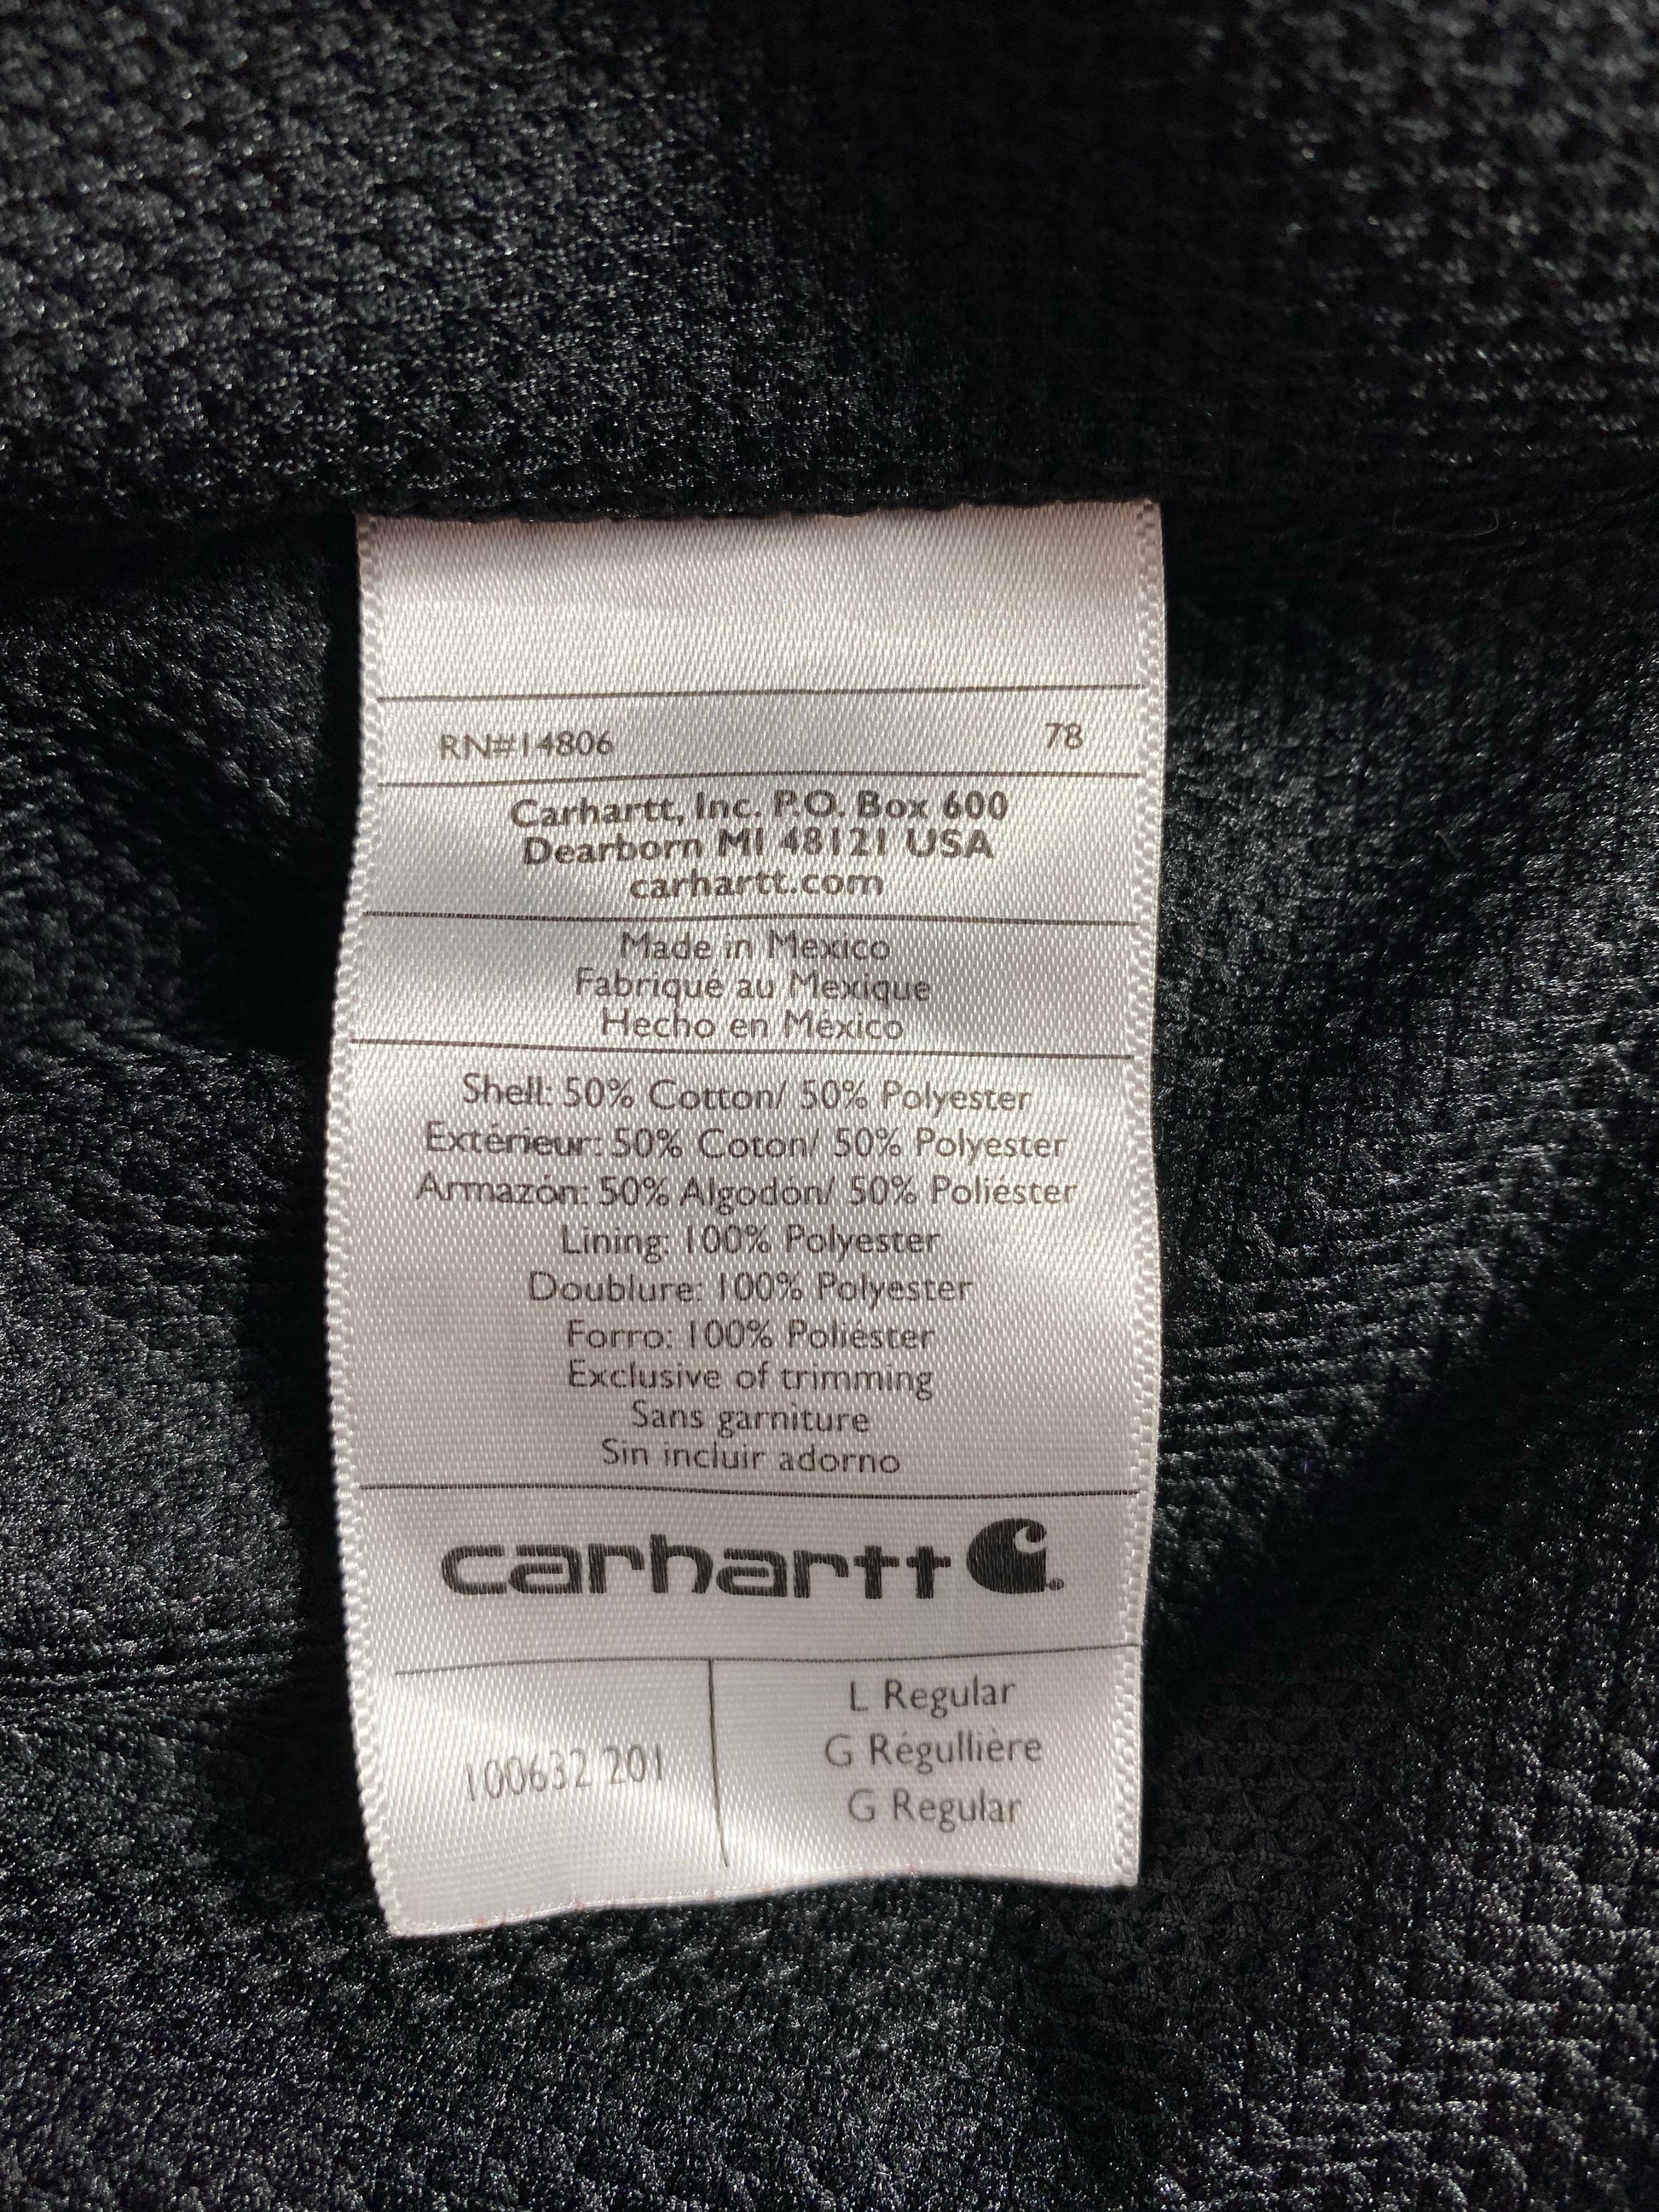 RN#14806 78
Carhartt, Inc. P.O. Box 600
Dearborn MI 48121 USA
carhartt.com
Made in Mexico
Fabriqué au Mexique
Hecho en México
Shell: 50% Cotton/ 50% Polyester
Extérieur: 50% Coton/ 50% Polyester
Armazón: 50% Algodon/ 50% Poliéster
Lining: 100% Polyester
Doublure: 100% Polyester
Forro: 100% Poliéster
Exclusive of trimming
Sans garniture
Sin incluir adorno
carhartt
100632 201
L Regular
G Régullière
G Regular